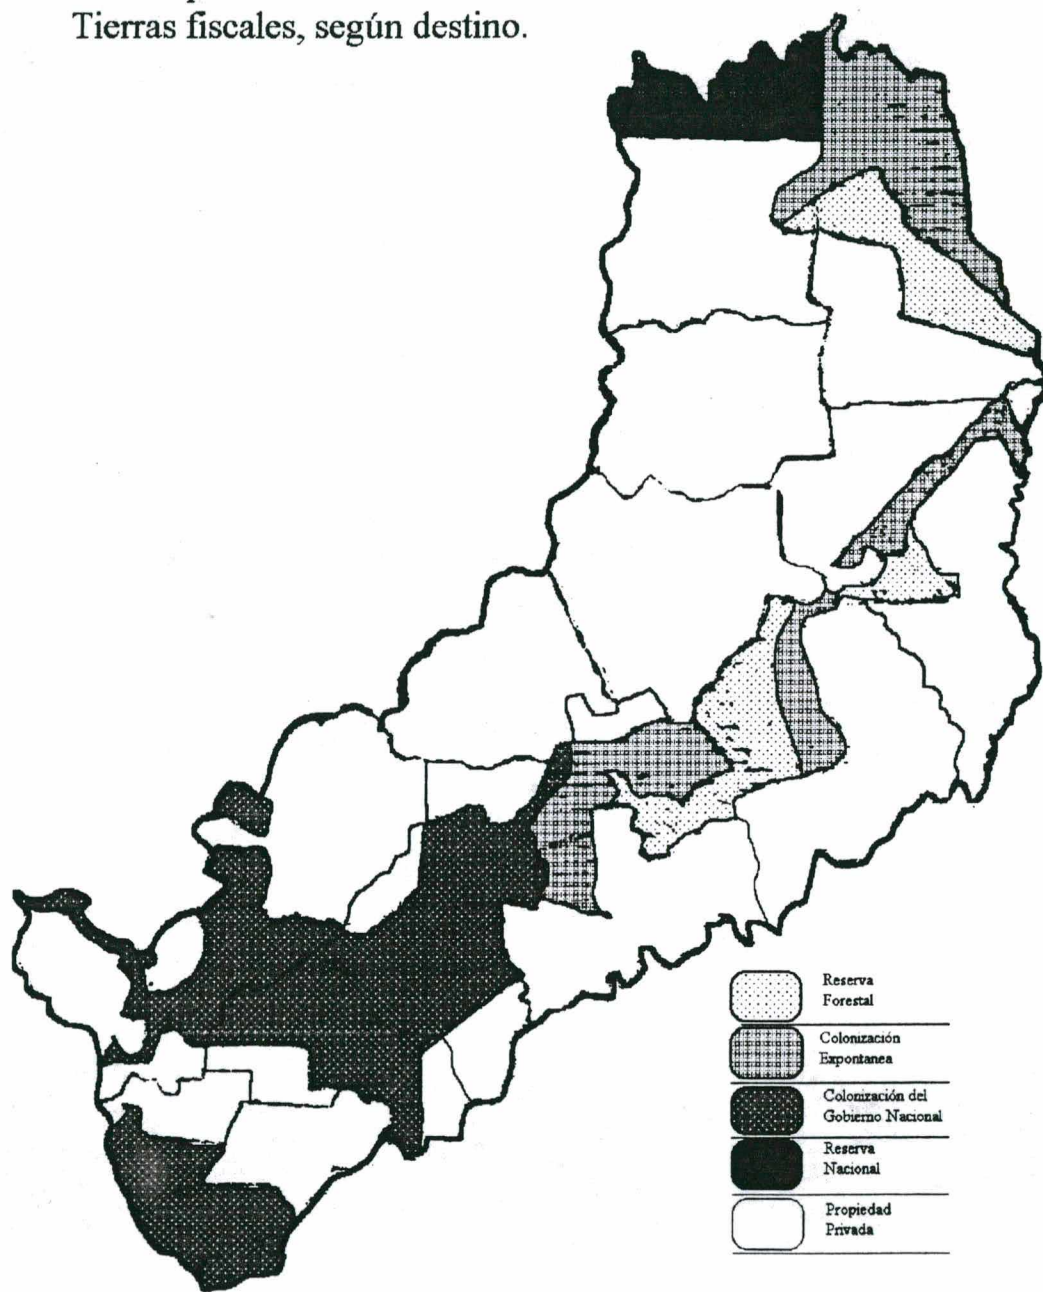 Tierras fiscales, según destino.
Reserva
Forestal
Colonización
Expontanea
Colonización del
Gobierno Nacional
Reserva
Nacional
Propiedad
Privada